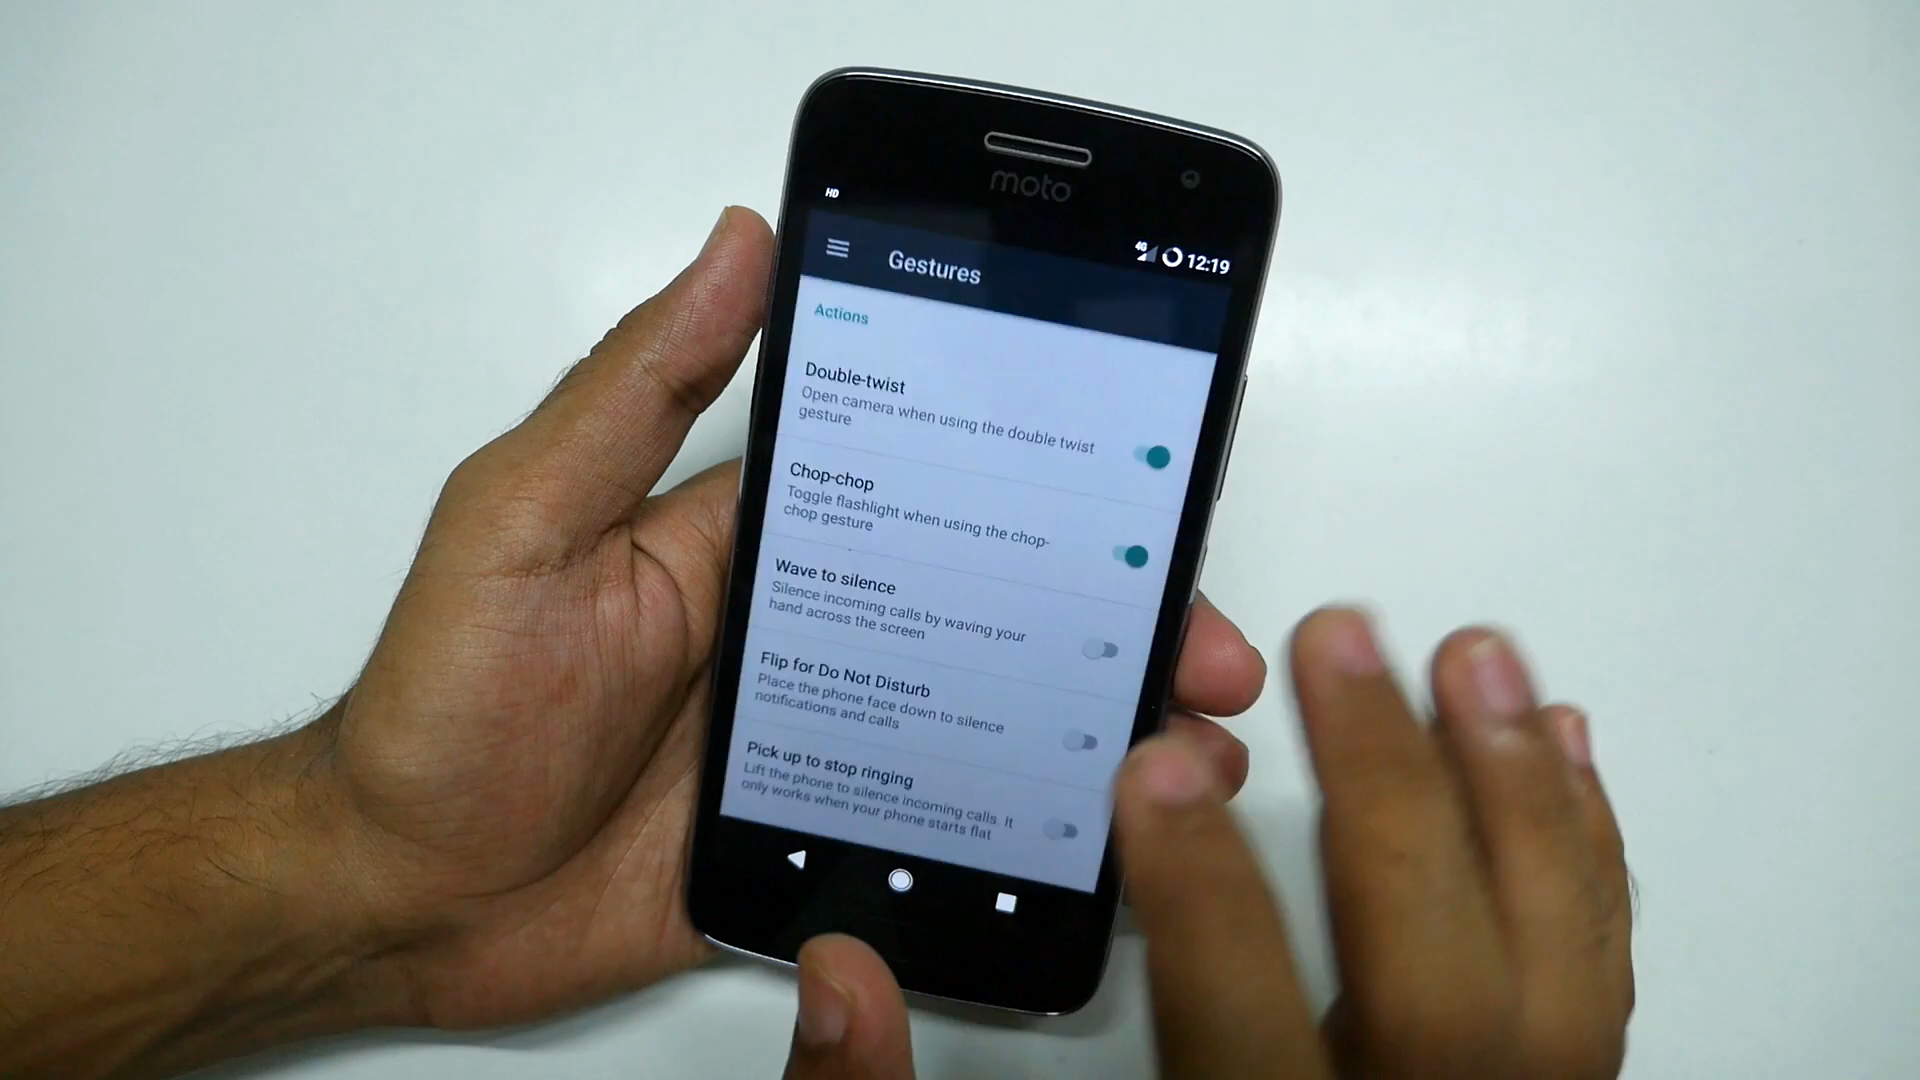 moto
HD
4G
12:19
Gestures
Actions
Double-twist
Open camera when using the double twist
gesture
Chop-chop
Toggle flashlight when using the chop-
chop gesture
Wave to silence
Silence incoming calls by waving your
hand across the screen
Flip for Do Not Disturb
Place the phone face down to silence
notifications and calls
Pick up to stop ringing
Lift the phone to silence incoming calls. It
only works when your phone starts flat